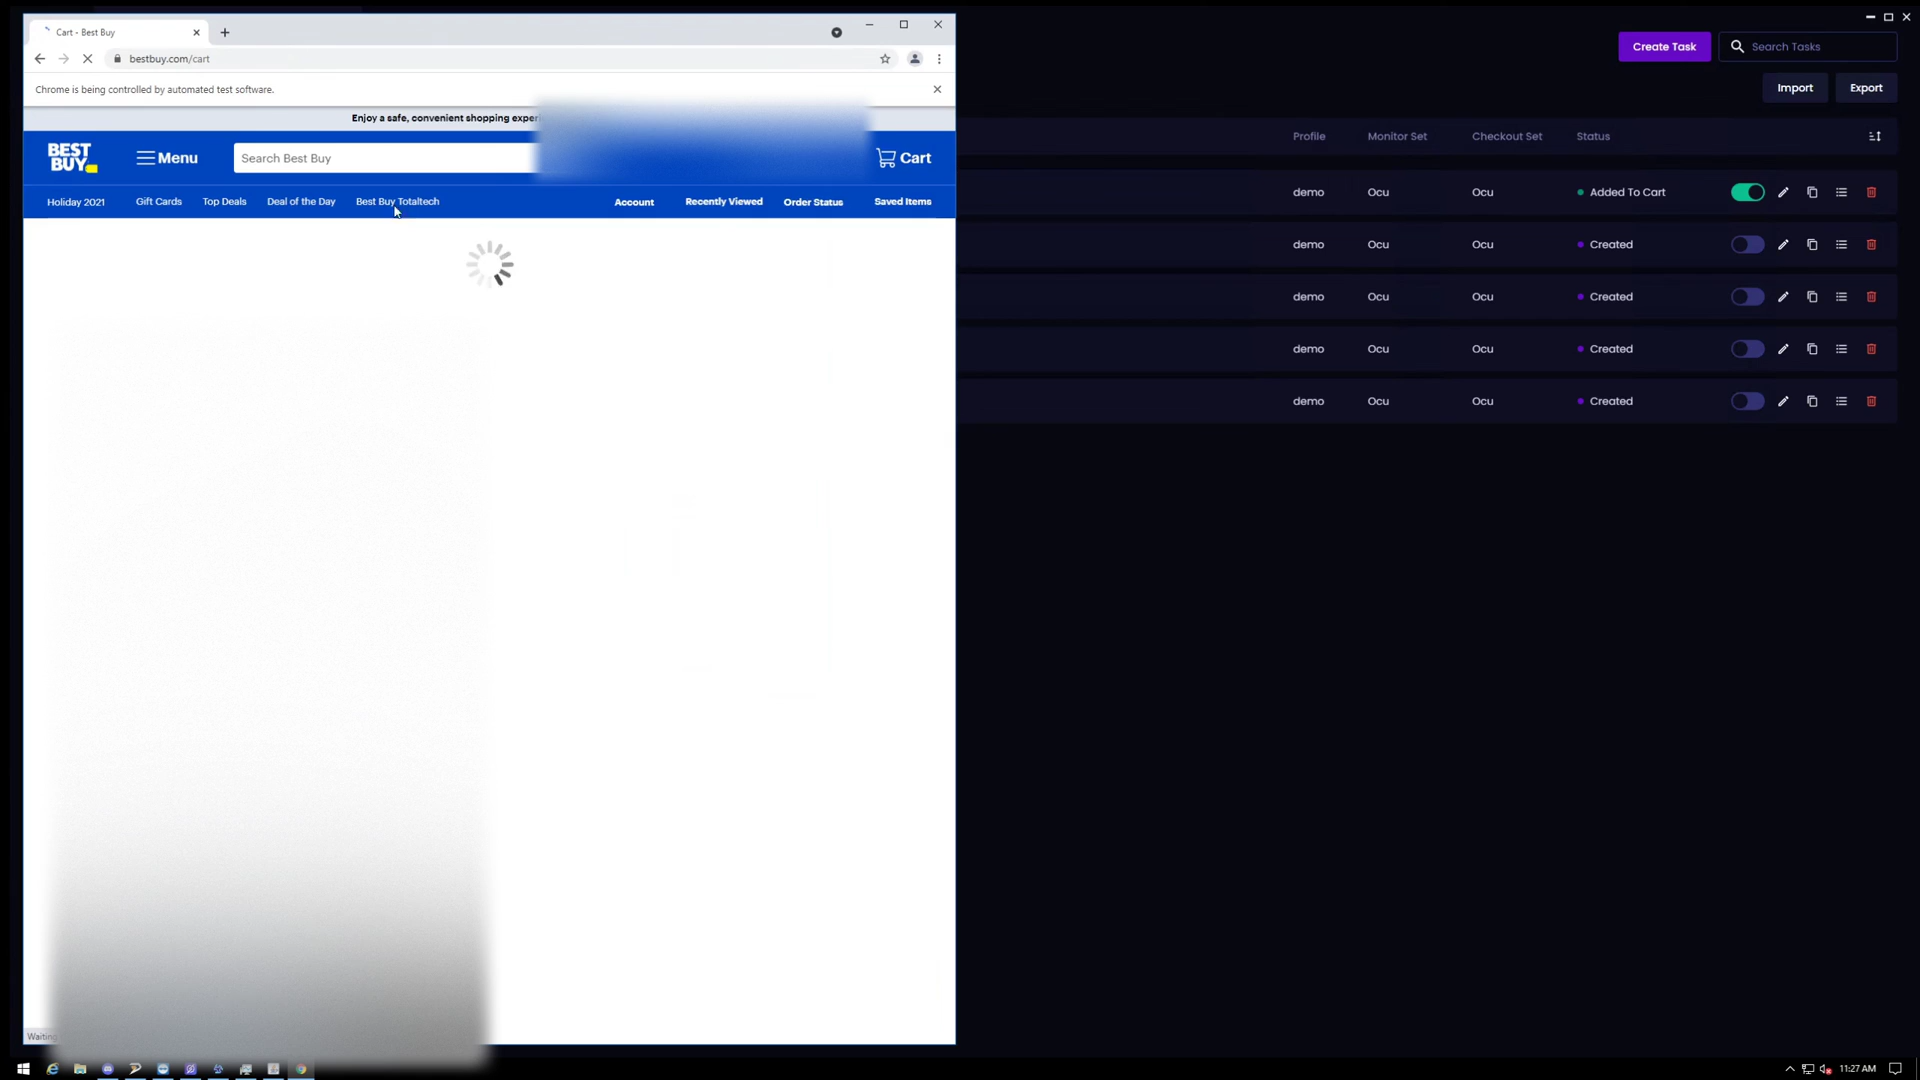 Cart - Best Buy
bestbuy.com/cart
Chrome is being controlled by automated test software.
Enjoy a safe, convenient shopping
BEST BUY
Menu
Search Best Buy
Cart
Holiday 2021 Gift Cards Top Deals Deal of the Day Best Buy Totaltech Account Recently Viewed Order Status Saved Items
Waiting
Create Task
Search Tasks
Import Export
Profile Monitor Set Checkout Set Status
demo Ocu Ocu Added To Cart
demo Ocu Ocu Created
demo Ocu Ocu Created
demo Ocu Ocu Created
demo Ocu Ocu Created
11:27 AM